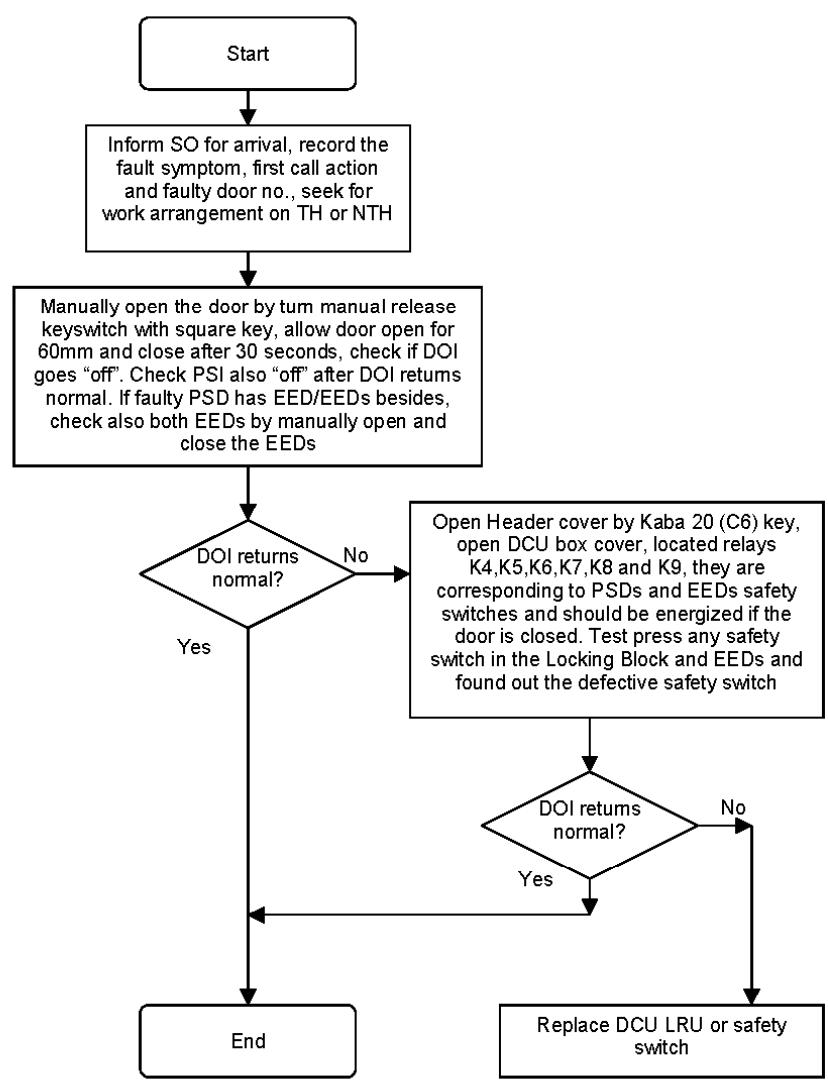 Start
Inform SO for arrival, record the
fault symptom, first call action
and faulty door no., seek for
work arrangement on TH or NTH
Manually open the door by turn manual release
keyswitch with square key, allow door open for
60mm and close after 30 seconds, check if DOI
goes “off”. Check PSI also “off” after DOI returns
normal. If faulty PSD has EED/EEDs besides,
check also both EEDs by manually open and
close the EEDs
DOI returns
normal?
No
Yes
Open Header cover by Kaba 20 (C6) key,
open DCU box cover, located relays
K4,K5,K6,K7,K8 and K9, they are
corresponding to PSDs and EEDs safety
switches and should be energized if the
door is closed. Test press any safety
switch in the Locking Block and EEDs and
found out the defective safety switch
DOI returns
normal?
No
Yes
End
Replace DCU LRU or safety
switch